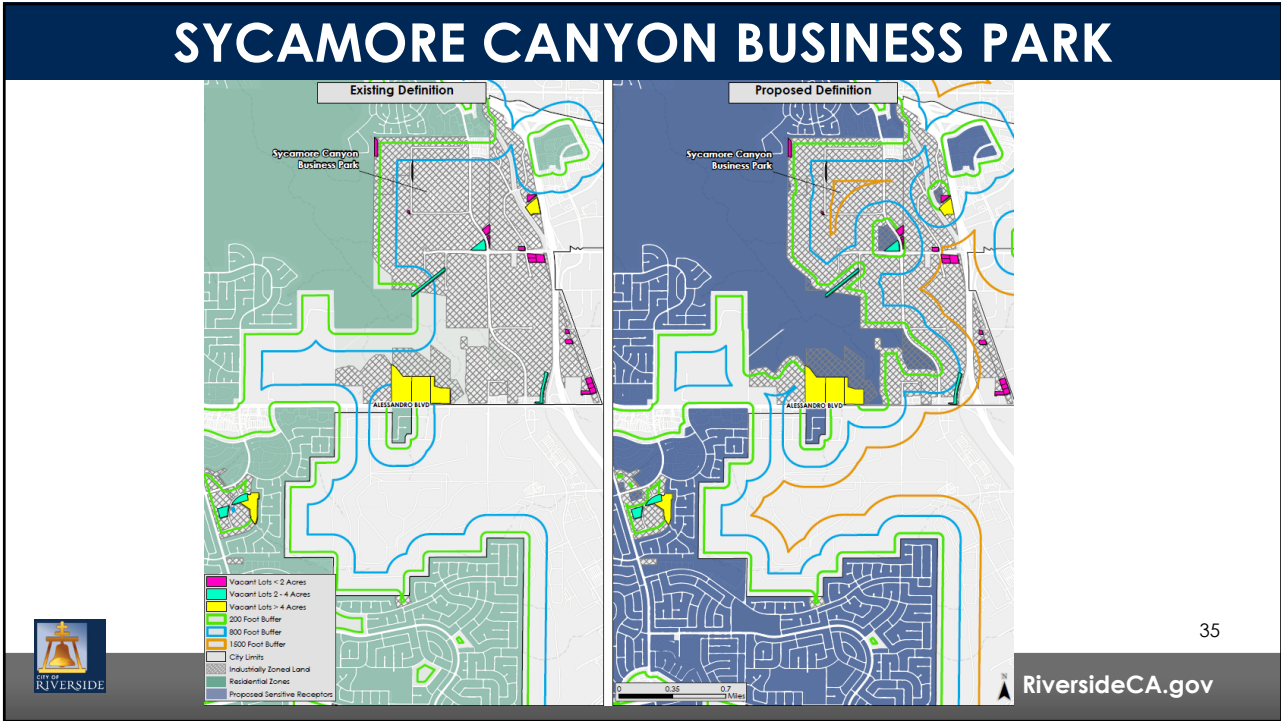 SYCAMORE CANYON BUSINESS PARK
Existing Definition
Sycamore Canyon
Business Park
ALESSANDRO BLVD
Vacant Lots < 2 Acres
Vacant Lots 2 - 4 Acres
Vacant Lots > 4 Acres
200 Foot Buffer
800 Foot Buffer
1500 Foot Buffer
City Limits
Industrially Zoned Land
Residential Zones
Proposed Sensitive Receptors
Proposed Definition
Sycamore Canyon
Business Park
ALESSANDRO BLVD
0 0.35 0.7
Miles
N
35
CITY OF
RIVERSIDE
RiversideCA.gov